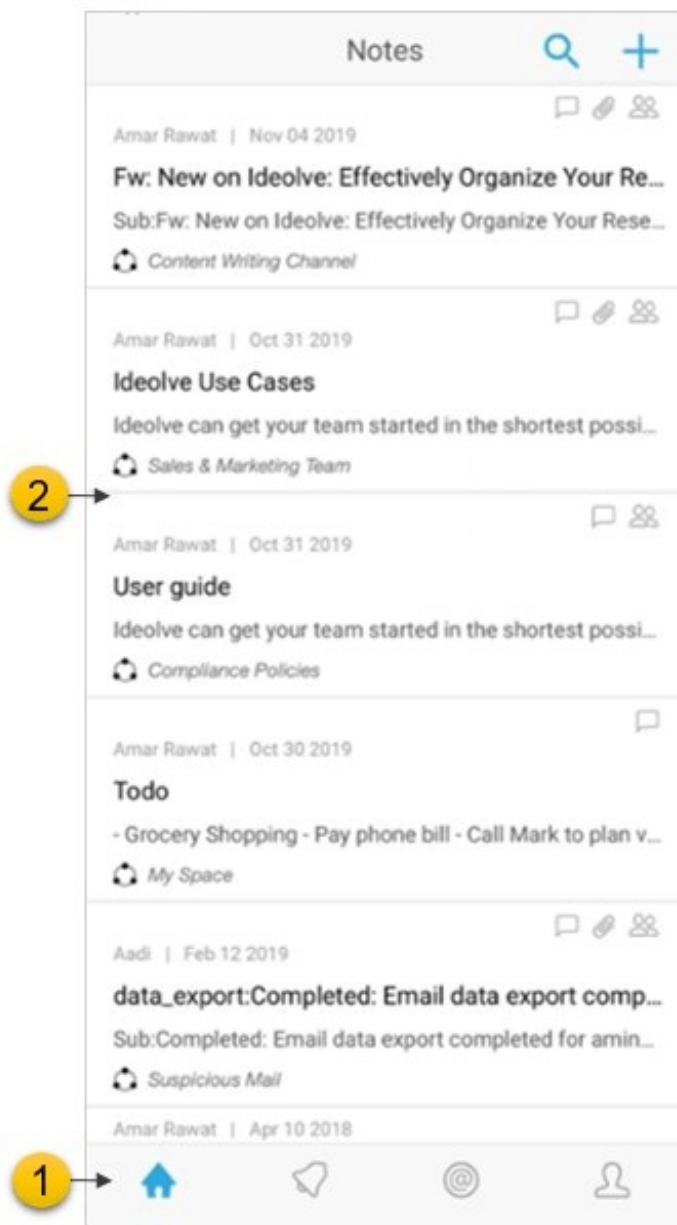 Notes
Amar Rawat | Nov 04 2019
Fw: New on Ideolve: Effectively Organize Your Re...
Sub:Fw: New on Ideolve: Effectively Organize Your Rese...
Content Writing Channel
Amar Rawat | Oct 31 2019
Ideolve Use Cases
Ideolve can get your team started in the shortest possi...
Sales & Marketing Team
2
Amar Rawat | Oct 31 2019
User guide
Ideolve can get your team started in the shortest possi...
Compliance Policies
Amar Rawat | Oct 30 2019
Todo
- Grocery Shopping - Pay phone bill - Call Mark to plan v...
My Space
Aadi | Feb 12 2019
data_export:Completed: Email data export comp...
Sub:Completed: Email data export completed for amin...
Suspicious Mail
Amar Rawat | Apr 10 2018
1